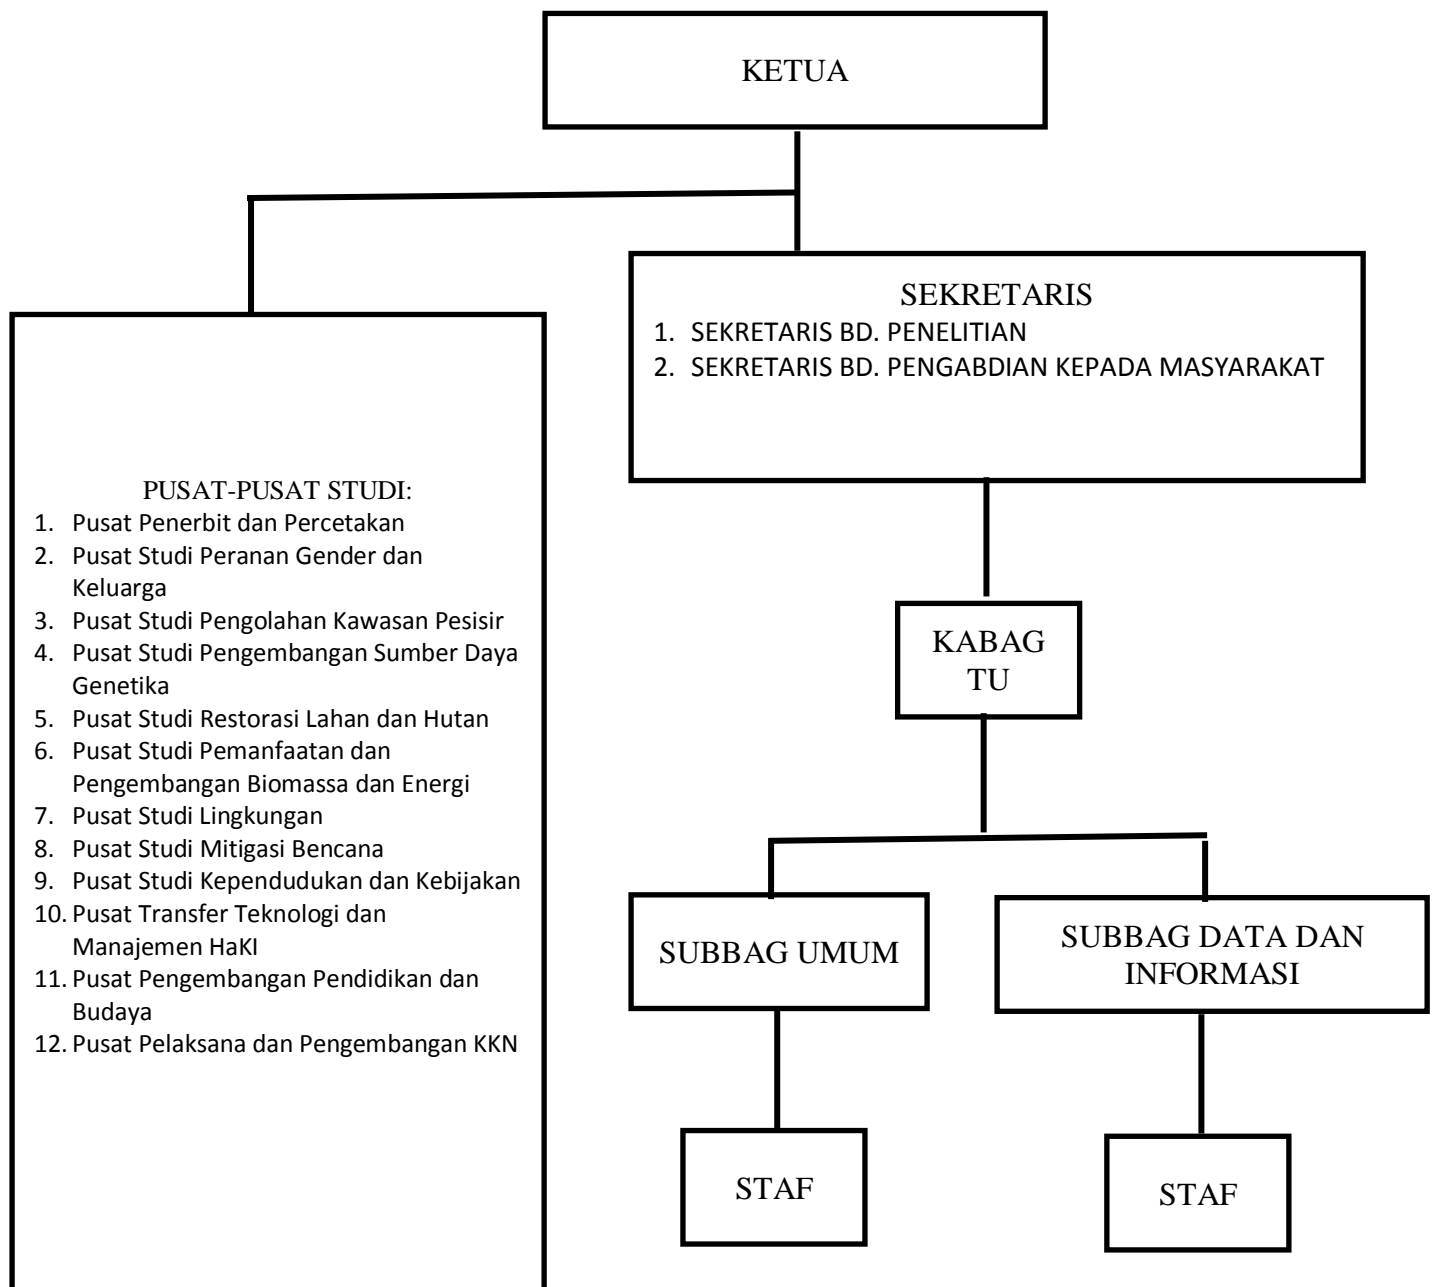 KETUA
SEKRETARIS
1. SEKRETARIS BD. PENELITIAN
2. SEKRETARIS BD. PENGABDIAN KEPADA MASYARAKAT
PUSAT-PUSAT STUDI:
1. Pusat Penerbit dan Percetakan
2. Pusat Studi Peranan Gender dan
Keluarga
3. Pusat Studi Pengolahan Kawasan Pesisir
4. Pusat Studi Pengembangan Sumber Daya
Genetika
5. Pusat Studi Restorasi Lahan dan Hutan
6. Pusat Studi Pemanfaatan dan
Pengembangan Biomassa dan Energi
7. Pusat Studi Lingkungan
8. Pusat Studi Mitigasi Bencana
9. Pusat Studi Kependudukan dan Kebijakan
10. Pusat Transfer Teknologi dan
Manajemen HaKI
11. Pusat Pengembangan Pendidikan dan
Budaya
12. Pusat Pelaksana dan Pengembangan KKN
KABAG
TU
SUBBAG UMUM
SUBBAG DATA DAN
INFORMASI
STAF
STAF